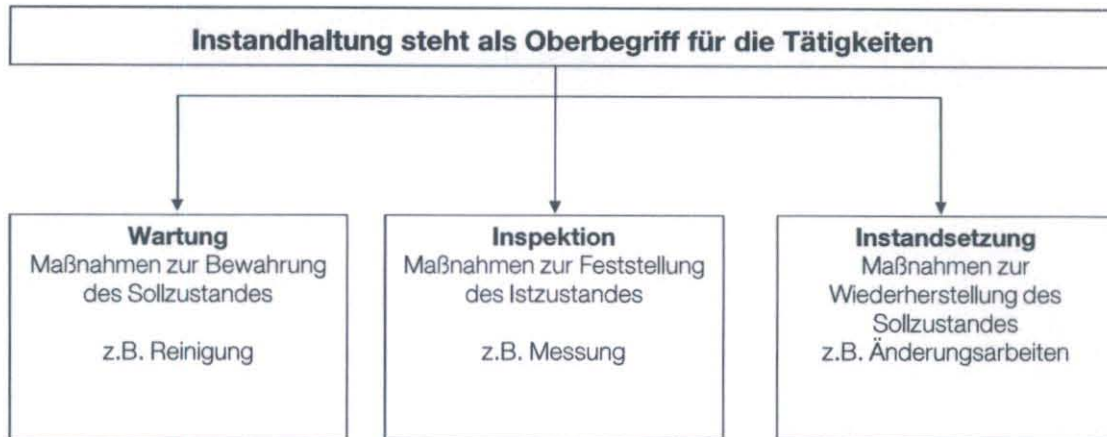 Instandhaltung steht als Oberbegriff für die Tätigkeiten
Wartung
Maßnahmen zur Bewahrung
des Sollzustandes
z.B. Reinigung
Inspektion
Maßnahmen zur Feststellung
des Istzustandes
z.B. Messung
Instandsetzung
Maßnahmen zur
Wiederherstellung des
Sollzustandes
z.B. Änderungsarbeiten